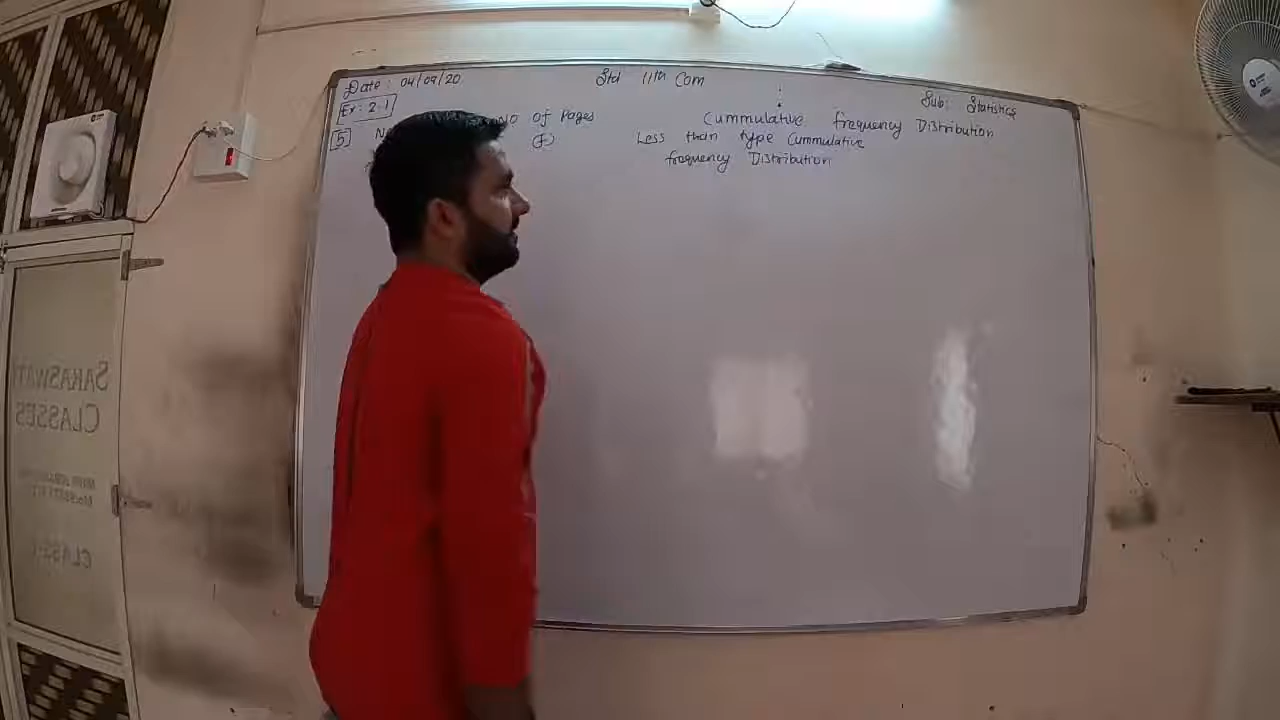 Date : 04/09/20 Std 11th Com Sub: Statistics
Ex: 2.1
[5] No of Pages Cummulative frequency Distribution
(F) Less than type Cummulative
frequency Distribution
SARASWATI
CLASSES